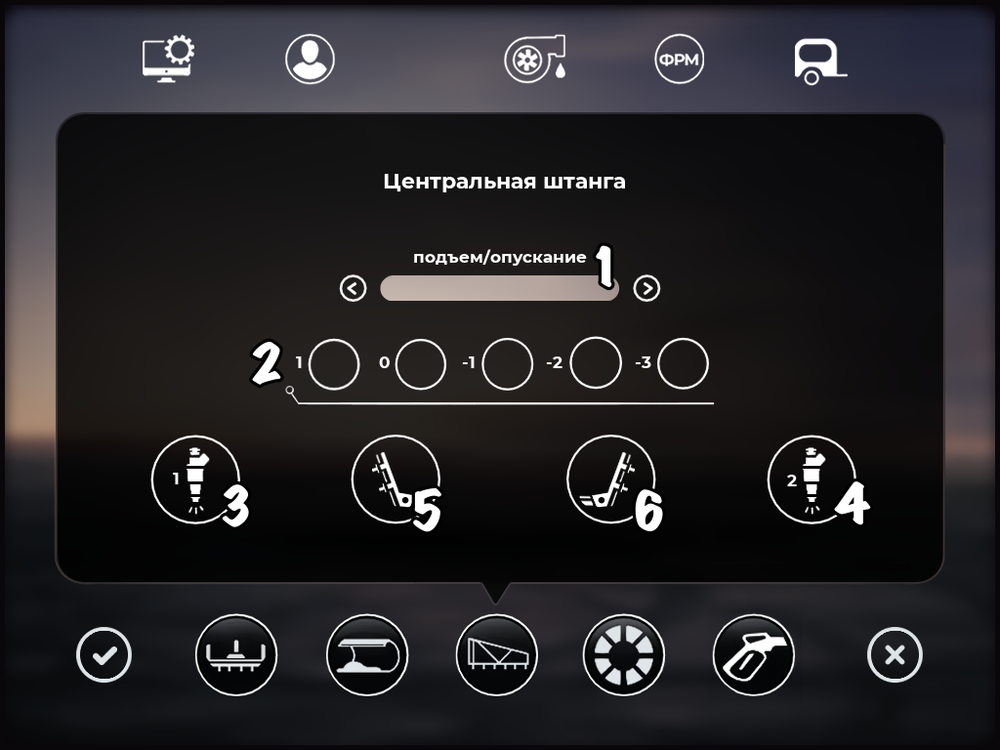 ФРМ
Центральная штанга
подъем/опускание 1
2 1 0 -1 -2 -3
1 3 5 6 2 4